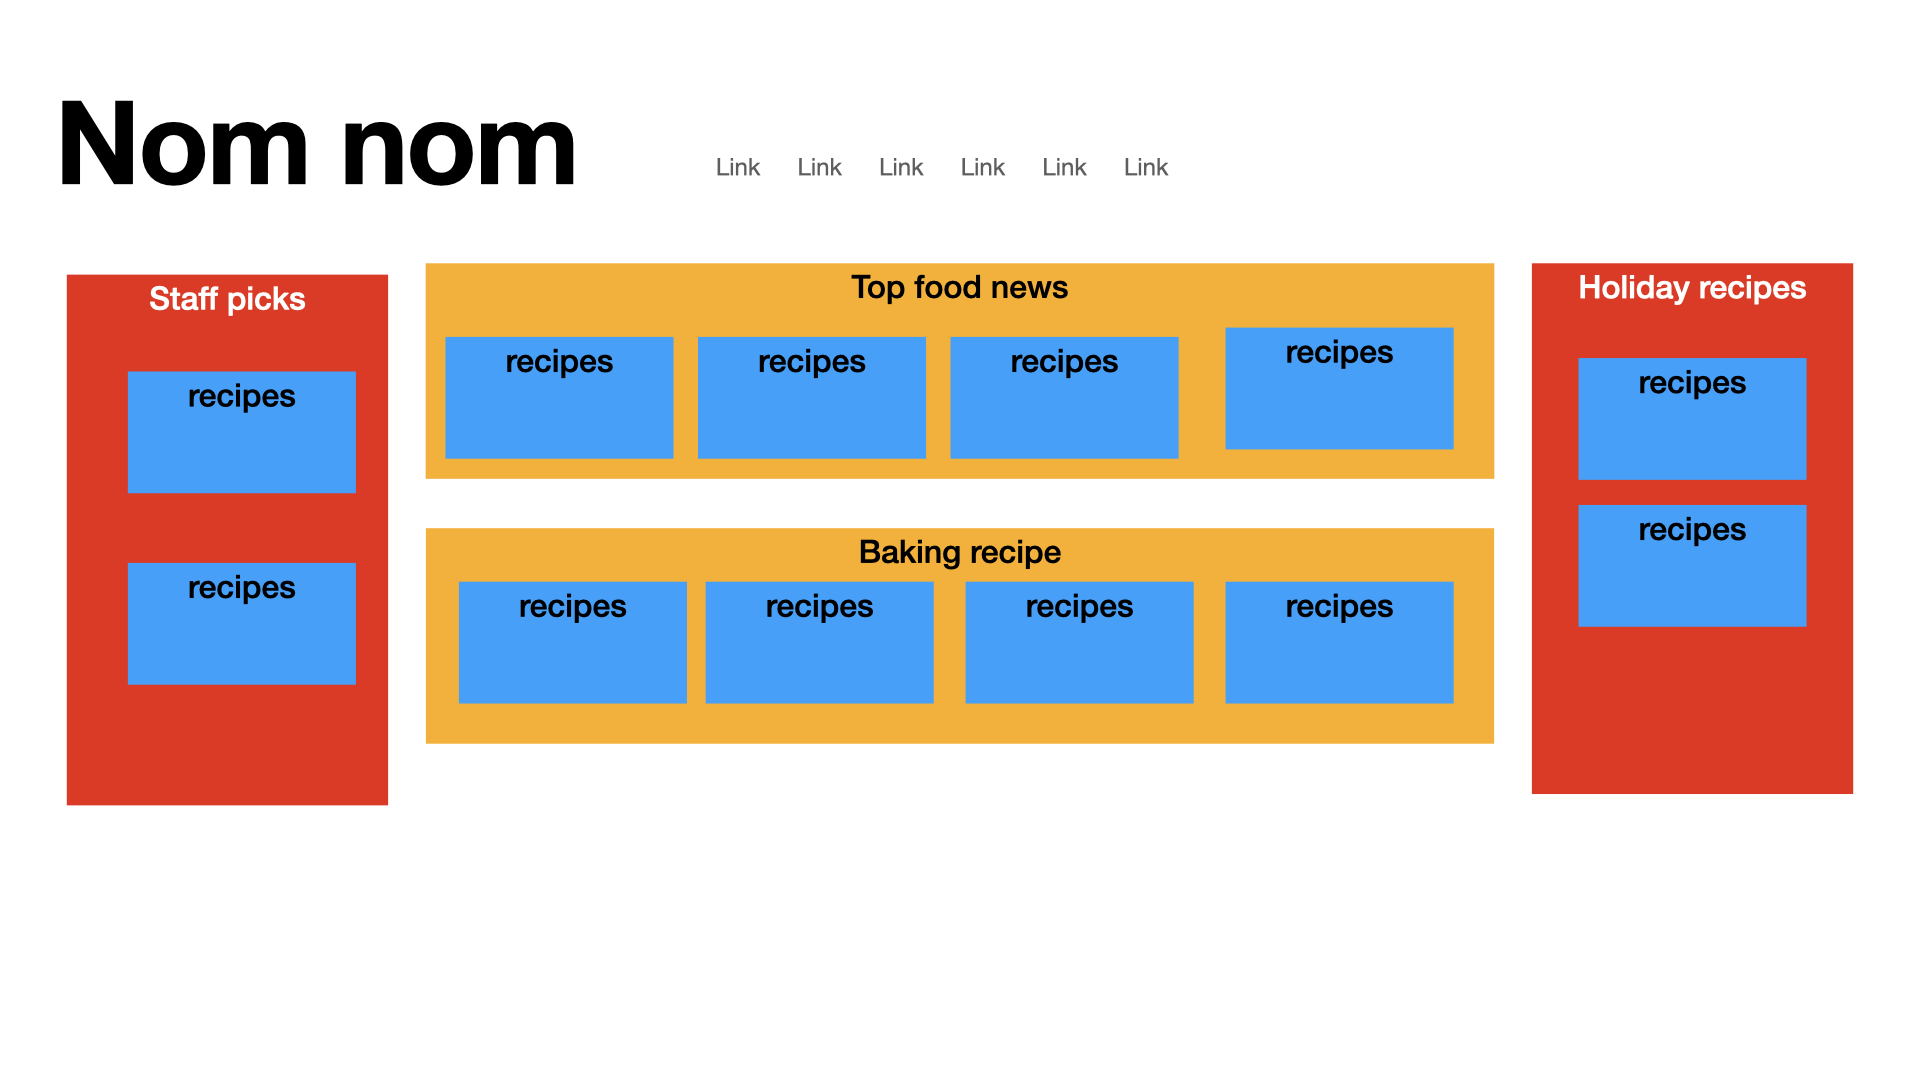 Nom nom
Link Link Link Link Link Link
Staff picks
recipes
recipes
Top food news
recipes recipes recipes recipes
Baking recipe
recipes recipes recipes recipes
Holiday recipes
recipes
recipes